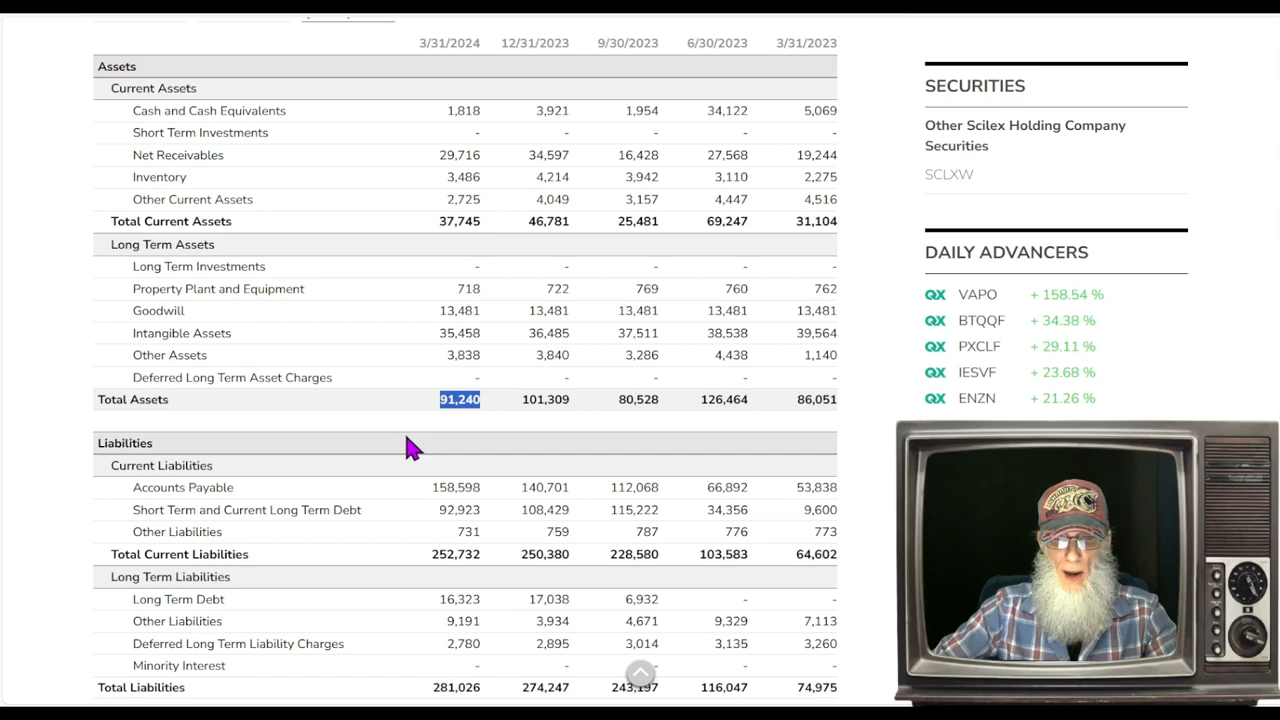 3/31/2024 12/31/2023 9/30/2023 6/30/2023 3/31/2023
Assets
Current Assets
Cash and Cash Equivalents 1,818 3,921 1,954 34,122 5,069
Short Term Investments - - - - -
Net Receivables 29,716 34,597 16,428 27,568 19,244
Inventory 3,486 4,214 3,942 3,110 2,275
Other Current Assets 2,725 4,049 3,157 4,447 4,516
Total Current Assets 37,745 46,781 25,481 69,247 31,104
Long Term Assets
Long Term Investments - - - - -
Property Plant and Equipment 718 722 769 760 762
Goodwill 13,481 13,481 13,481 13,481 13,481
Intangible Assets 35,458 36,485 37,511 38,538 39,564
Other Assets 3,838 3,840 3,286 4,438 1,140
Deferred Long Term Asset Charges - - - - -
Total Assets 91,240 101,309 80,528 126,464 86,051
Liabilities
Current Liabilities
Accounts Payable 158,598 140,701 112,068 66,892 53,838
Short Term and Current Long Term Debt 92,923 108,429 115,222 34,356 9,600
Other Liabilities 731 759 787 776 773
Total Current Liabilities 252,732 250,380 228,580 103,583 64,602
Long Term Liabilities
Long Term Debt 16,323 17,038 6,932 - -
Other Liabilities 9,191 3,934 4,671 9,329 7,113
Deferred Long Term Liability Charges 2,780 2,895 3,014 3,135 3,260
Minority Interest - - - - -
Total Liabilities 281,026 274,247 243,197 116,047 74,975
SECURITIES
Other Scilex Holding Company
Securities
SCLXW
DAILY ADVANCERS
QX VAPO + 158.54 %
QX BTQQF + 34.38 %
QX PXCLF + 29.11 %
QX IESVF + 23.68 %
QX ENZN + 21.26 %